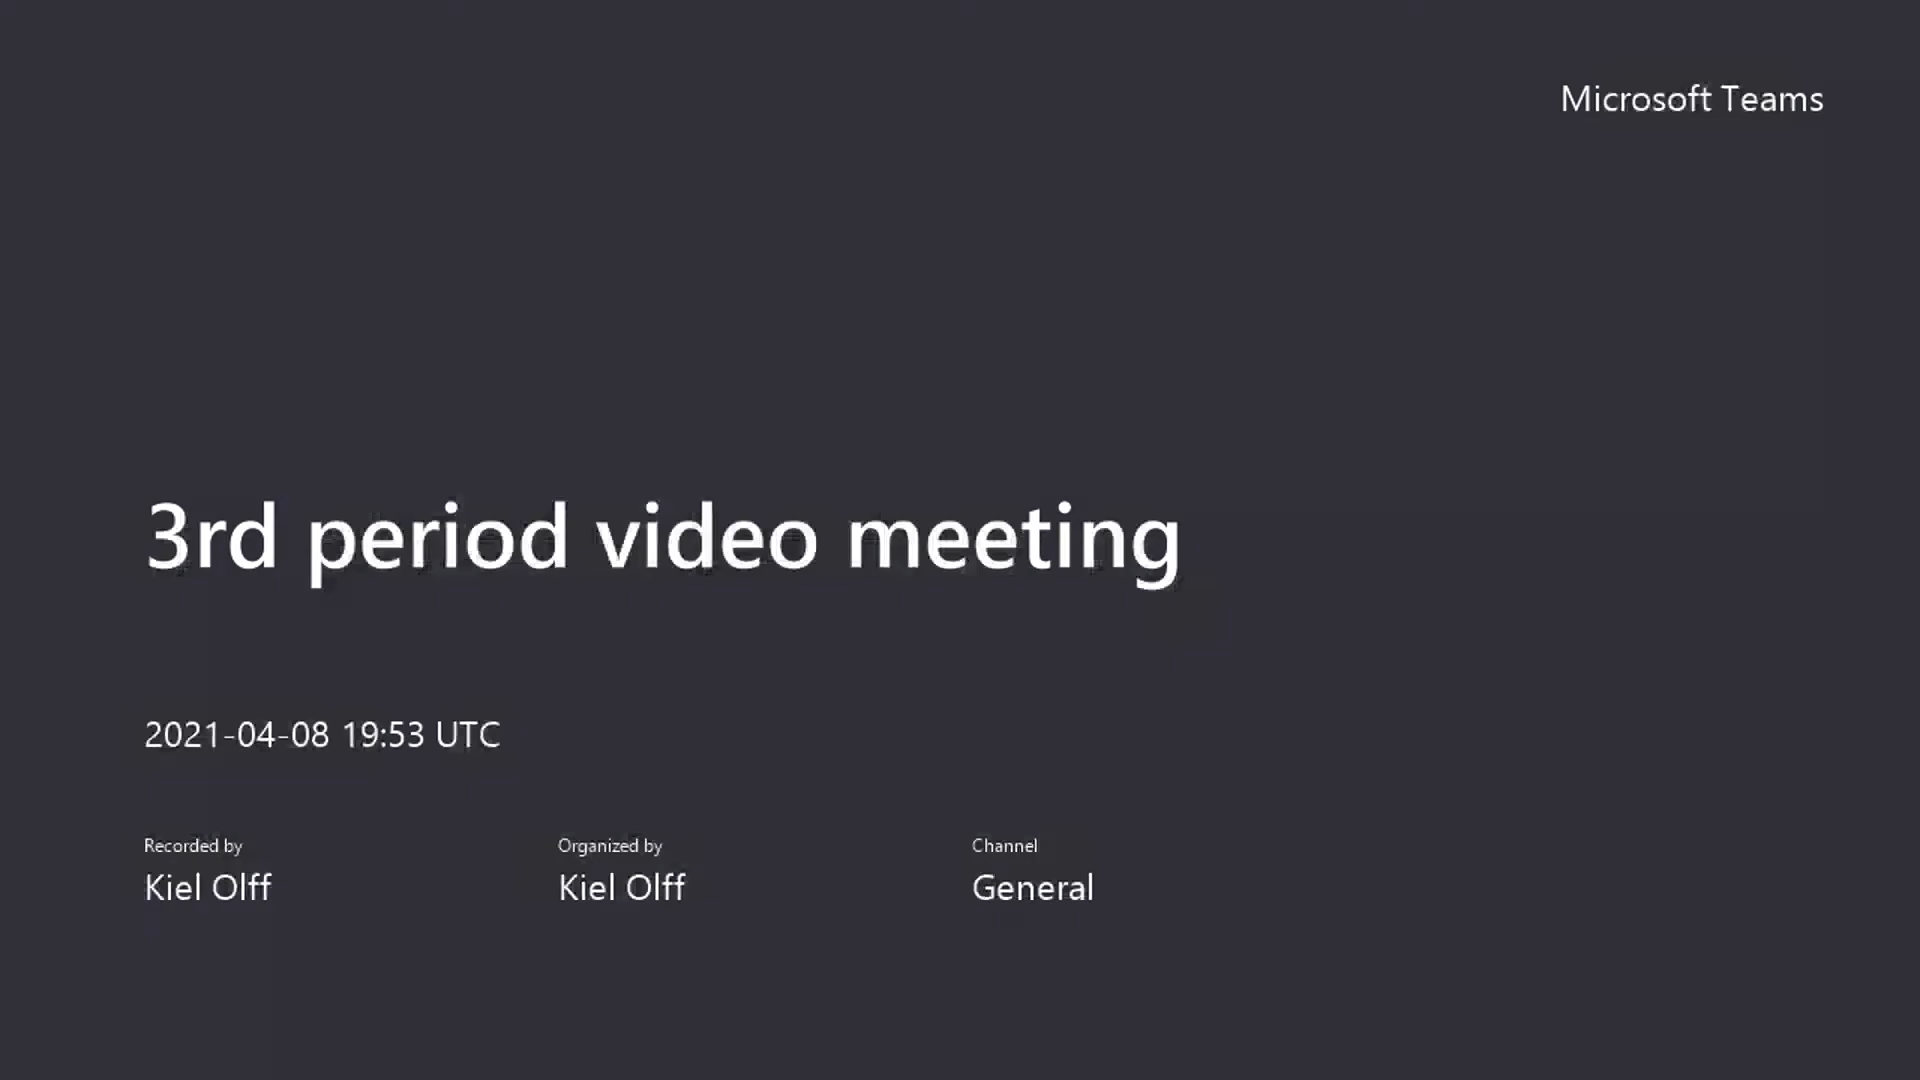 Microsoft Teams
3rd period video meeting
2021-04-08 19:53 UTC
Recorded by
Kiel Olff
Organized by
Kiel Olff
Channel
General